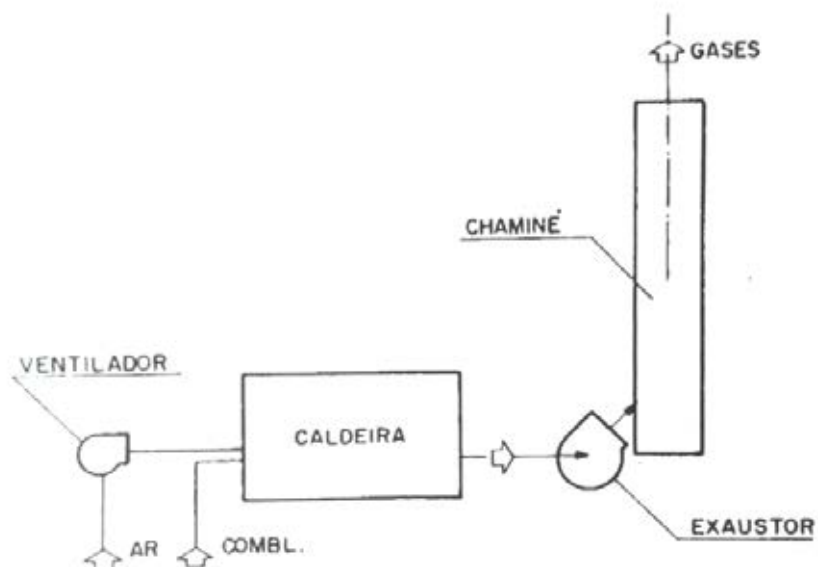 GASES
CHAMINÉ
VENTILADOR
CALDEIRA
EXAUSTOR
AR
COMBL.